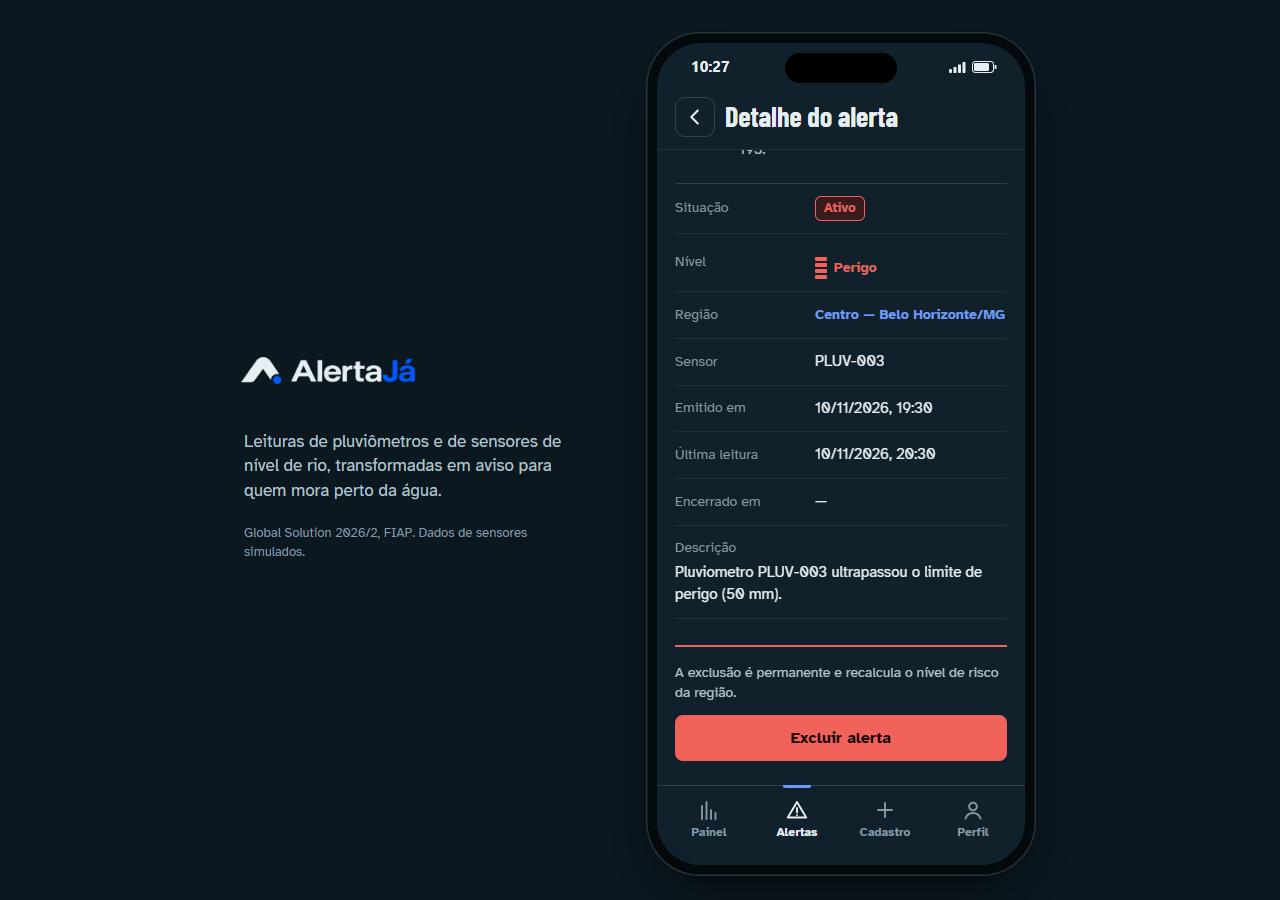 AlertaJá
Leituras de pluviômetros e de sensores de
nível de rio, transformadas em aviso para
quem mora perto da água.
Global Solution 2026/2, FIAP. Dados de sensores
simulados.
10:27
Detalhe do alerta
Situação
Ativo
Nível
Perigo
Região
Centro — Belo Horizonte/MG
Sensor
PLUV-003
Emitido em
10/11/2026, 19:30
Última leitura
10/11/2026, 20:30
Encerrado em
—
Descrição
Pluviometro PLUV-003 ultrapassou o limite de
perigo (50 mm).
A exclusão é permanente e recalcula o nível de risco
da região.
Excluir alerta
Painel
Alertas
Cadastro
Perfil